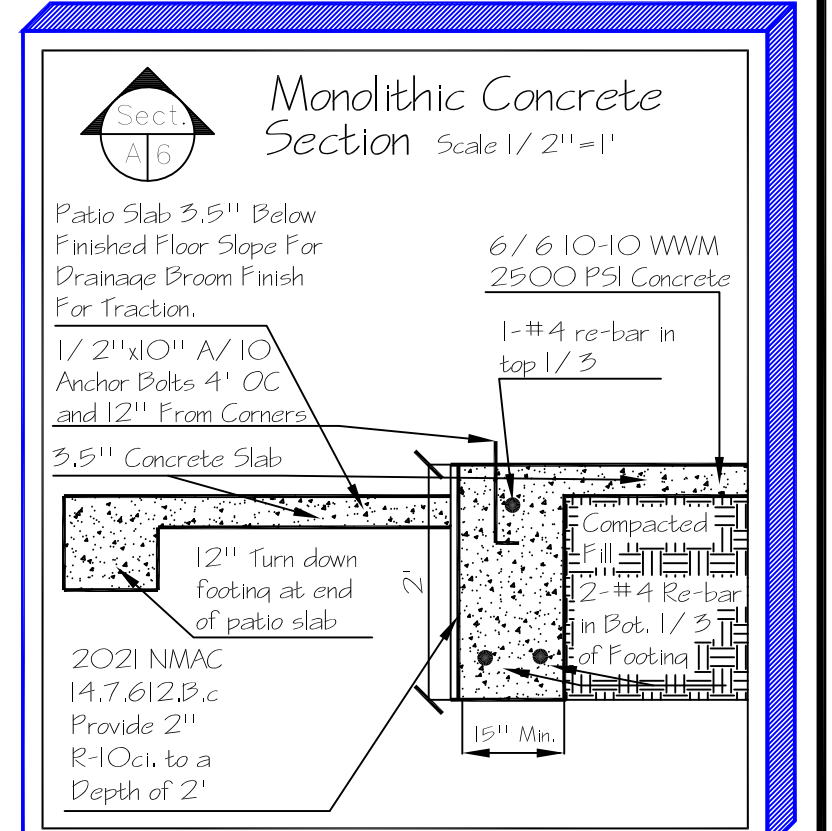 Sect.
A 6
Monolithic Concrete
Section Scale 1/2"=1'
Patio Slab 3.5" Below
Finished Floor Slope For
Drainage Broom Finish
For Traction.
6/6 10-10 WWM
2500 PSI Concrete
1-#4 re-bar in
top 1/3
1/2"x10" A/10
Anchor Bolts 4' OC
and 12" From Corners
3.5" Concrete Slab
Compacted
Fill
12" Turn down
footing at end
of patio slab
2'
2-#4 Re-bar
in Bot. 1/3
of Footing
2021 NMAC
14.7.612.B.c
Provide 2"
R-10ci. to a
Depth of 2'
15" Min.